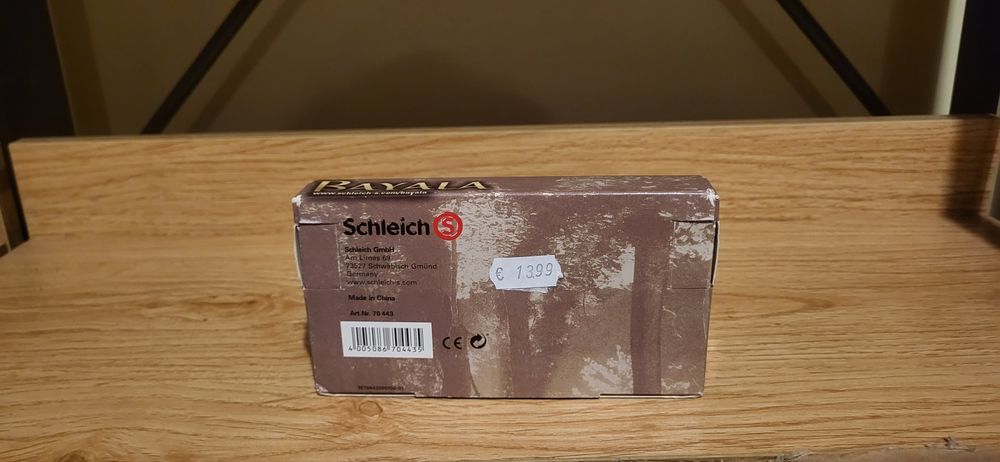 BAYALA
www.schleich-s.com/bayala
Schleich S
Schleich GmbH
Am Limes 69
73527 Schwäbisch Gmünd
Germany
www.schleich-s.com
Made in China
Art.Nr. 70 443
4 005086 704435
CE
€ 13.99